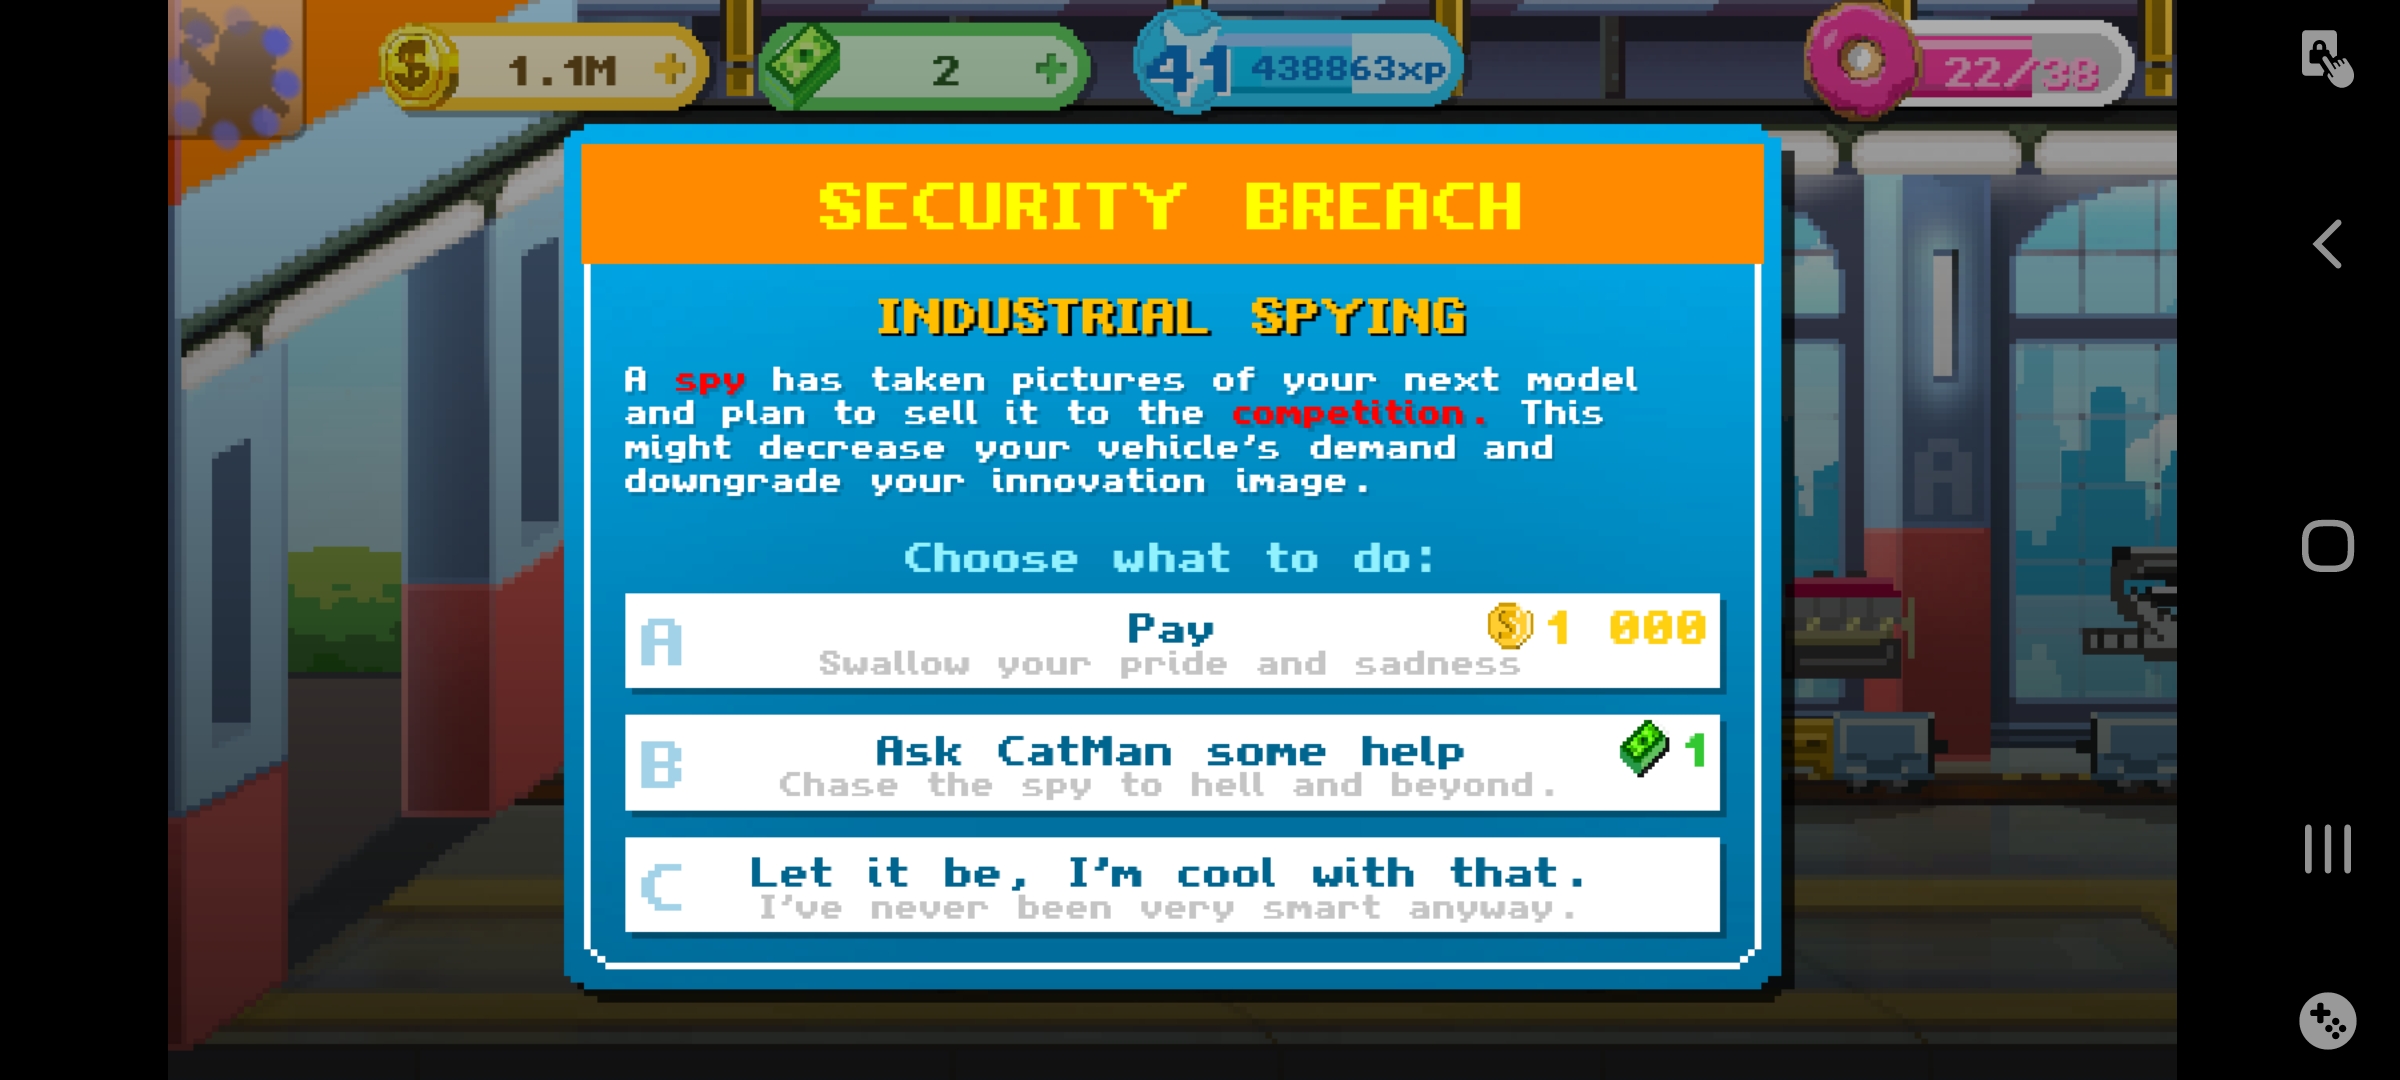 1.1M
2
41 438863xp
22/38
SECURITY BREACH
INDUSTRIAL SPYING
A spy has taken pictures of your next model
and plan to sell it to the competition. This
might decrease your vehicle's demand and
downgrade your innovation image.
Choose what to do:
A Pay 1 000
Swallow your pride and sadness
B Ask CatMan some help 1
Chase the spy to hell and beyond.
C Let it be, I'm cool with that.
I've never been very smart anyway.
A